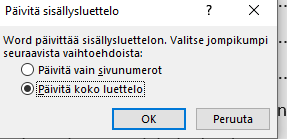 Päivitä sisällysluettelo
Word päivittää sisällysluettelon. Valitse jompikumpi
seuraavista vaihtoehdoista:
Päivitä vain sivunumerot
Päivitä koko luettelo
OK
Peruuta